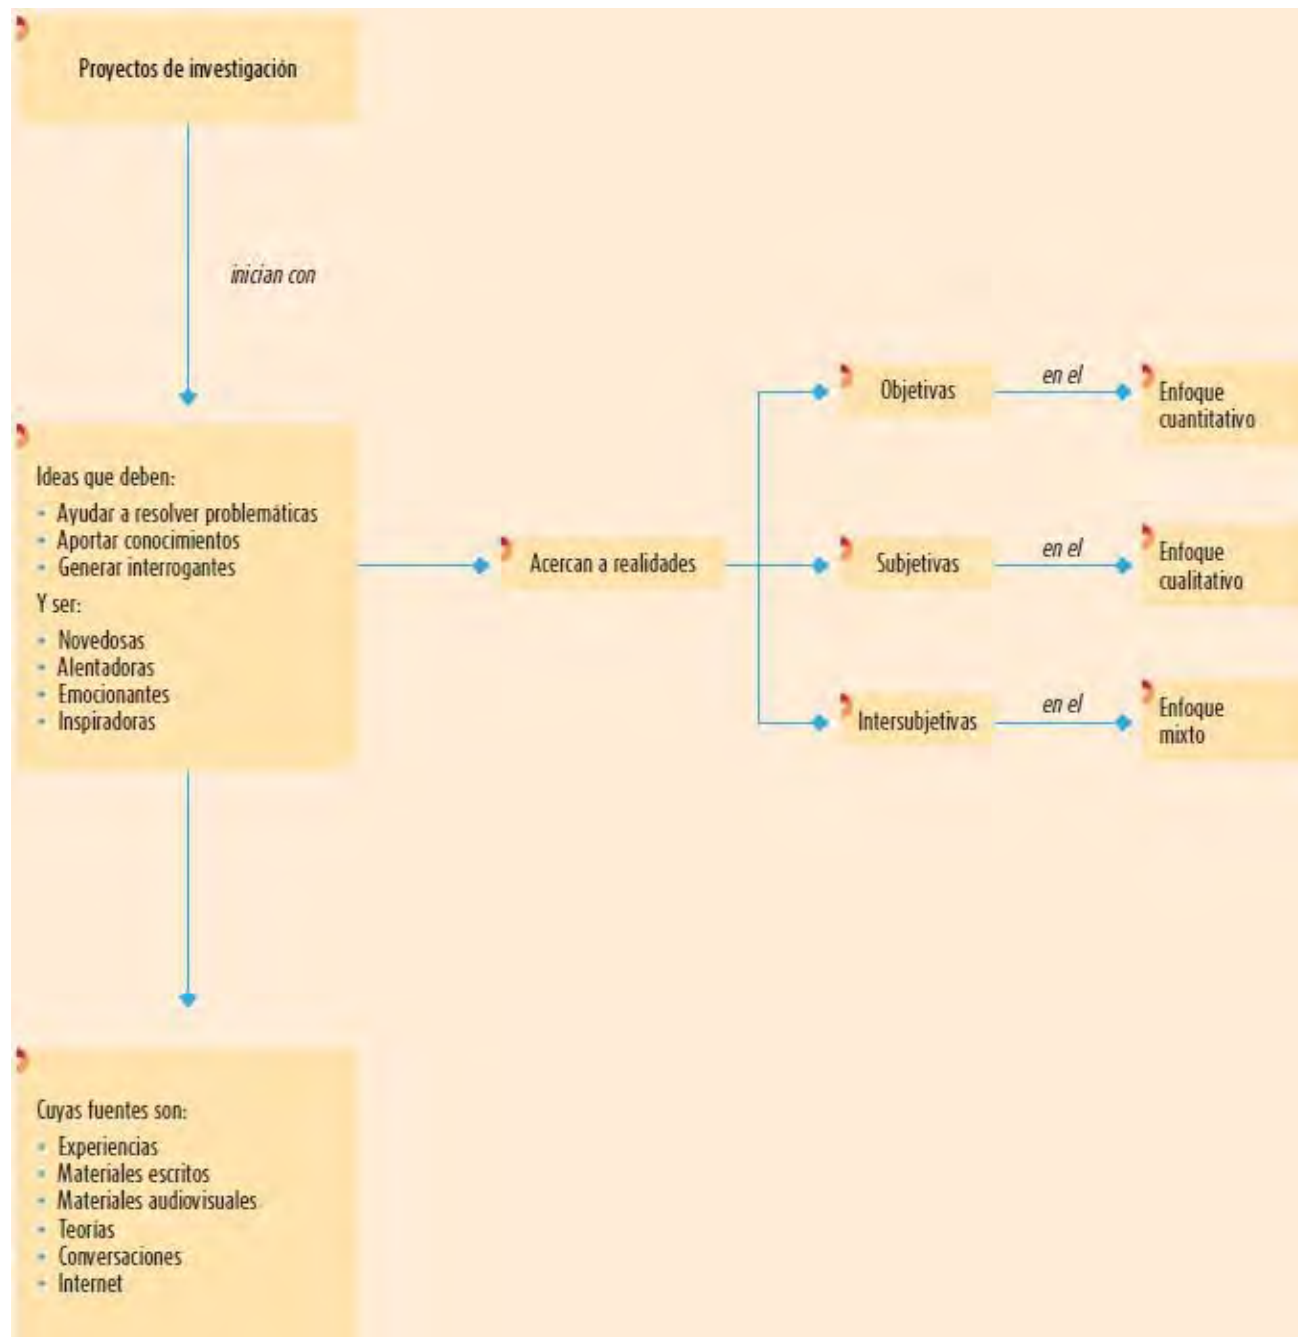 Proyectos de investigación
inician con
Ideas que deben:
- Ayudar a resolver problemáticas
- Aportar conocimientos
- Generar interrogantes
Y ser:
- Novedosas
- Alentadoras
- Emocionantes
- Inspiradoras
Acercan a realidades
Objetivas
en el
Enfoque
cuantitativo
Subjetivas
en el
Enfoque
cualitativo
Intersubjetivas
en el
Enfoque
mixto
Cuyas fuentes son:
- Experiencias
- Materiales escritos
- Materiales audiovisuales
- Teorías
- Conversaciones
- Internet